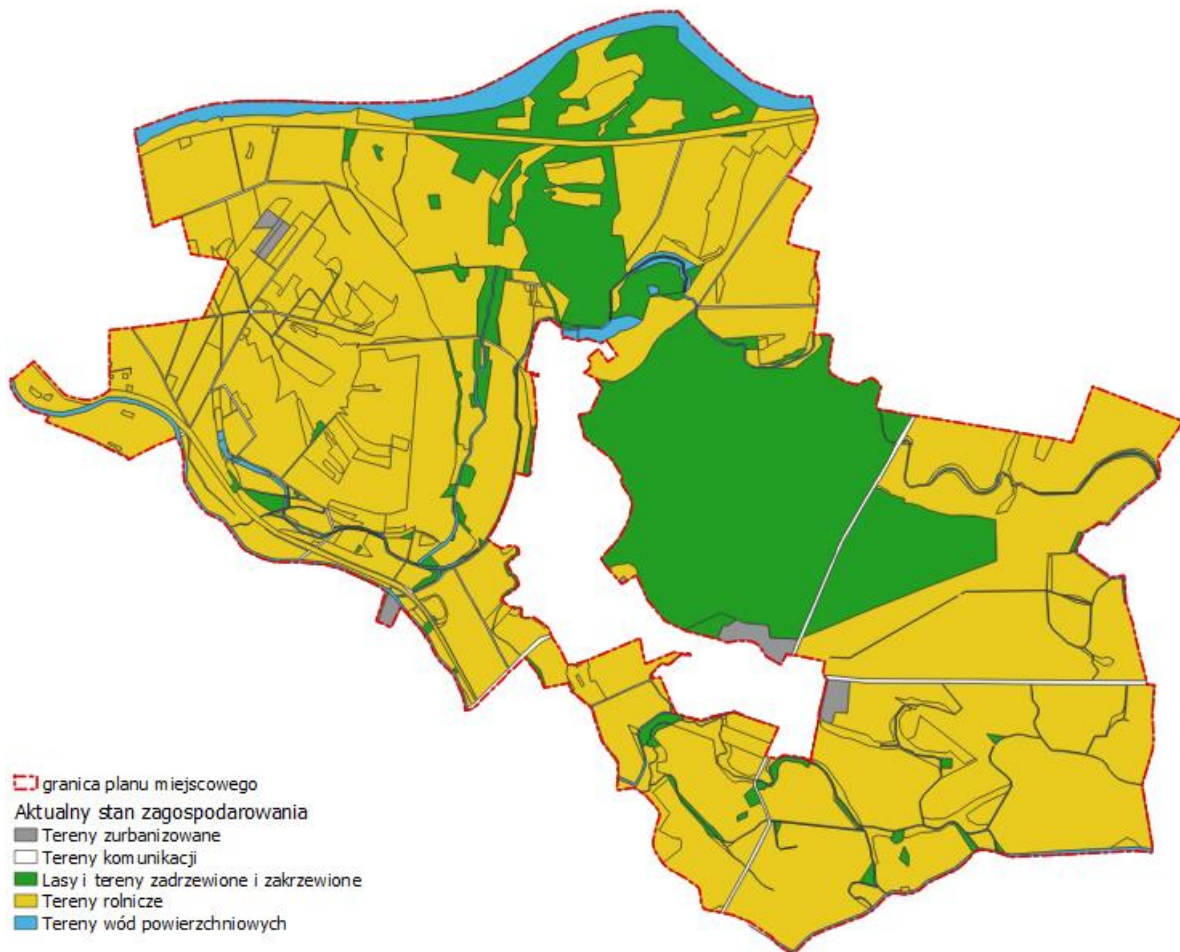 granica planu miejscowego
Aktualny stan zagospodarowania
Tereny zurbanizowane
Tereny komunikacji
Lasy i tereny zadrzewione i zakrzewione
Tereny rolnicze
Tereny wód powierzchniowych